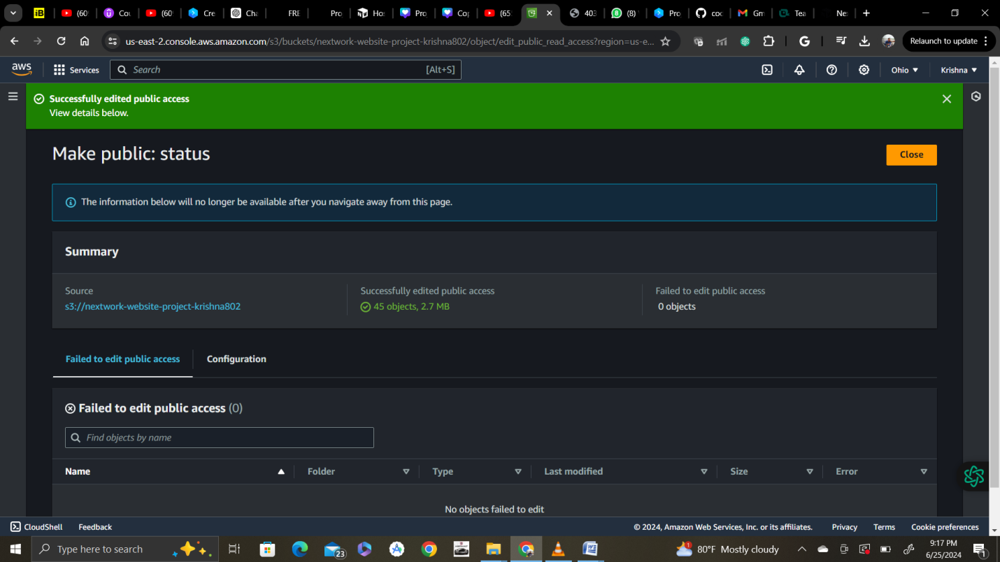 iB
(60
Cou
(60
Cre
Cha
FRE
Pro
Hos
Pro
Cop
(65
403
(8)
Pro
coc
Gm
Tea
Nex
us-east-2.console.aws.amazon.com/s3/buckets/nextwork-website-project-krishna802/object/edit_public_read_access?region=us-e...
Relaunch to update
aws
Services
Search
[Alt+S]
Ohio
Krishna
Successfully edited public access
View details below.
Make public: status
Close
The information below will no longer be available after you navigate away from this page.
Summary
Source
s3://nextwork-website-project-krishna802
Successfully edited public access
45 objects, 2.7 MB
Failed to edit public access
0 objects
Failed to edit public access
Configuration
Failed to edit public access (0)
Find objects by name
Name
Folder
Type
Last modified
Size
Error
No objects failed to edit
CloudShell
Feedback
© 2024, Amazon Web Services, Inc. or its affiliates.
Privacy
Terms
Cookie preferences
Type here to search
23
1
80°F Mostly cloudy
9:17 PM
6/25/2024
1